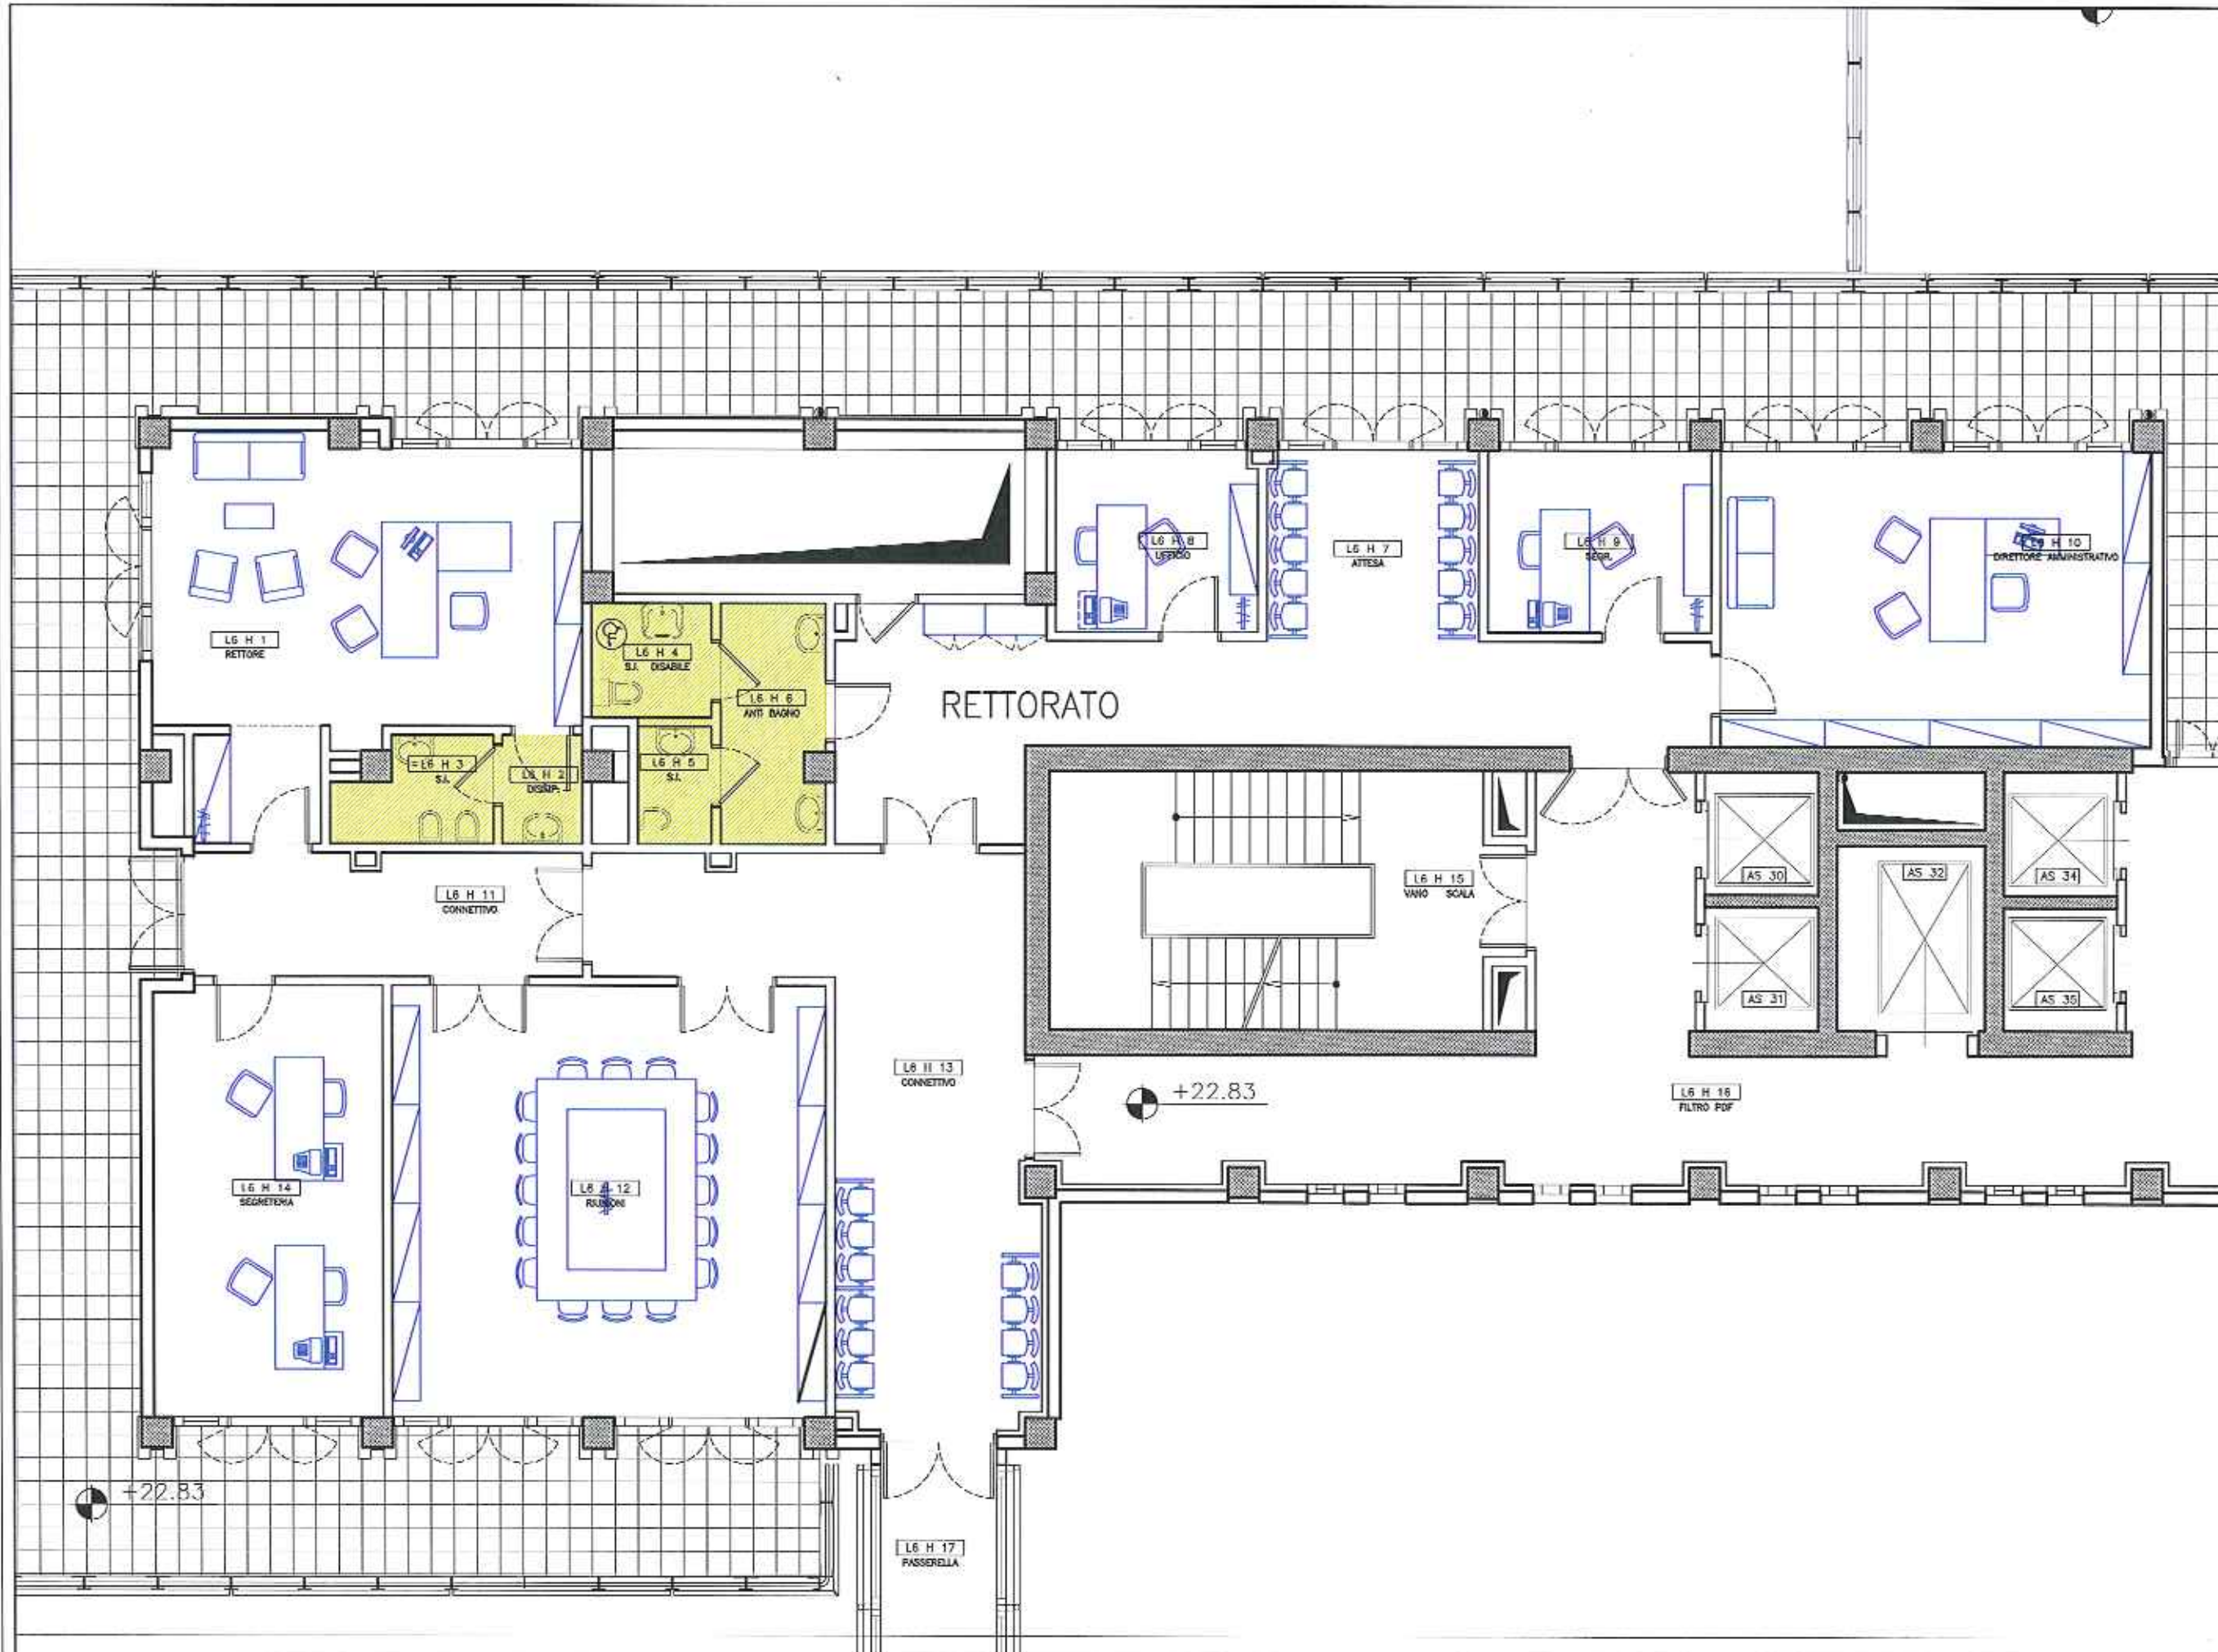 L6 H 8
UFFICIO
L6 H 7
ATTESA
L6 H 9
SEGR.
L6 H 10
DIRETTORE AMMINISTRATIVO
L6 H 1
RETTORE
L6 H 4
S.I. DISABILE
L6 H 6
ANTI BAGNO
RETTORATO
L6 H 3
S.I.
L6 H 2
L6 H 5
S.I.
L6 H 11
CONNETTIVO
L6 H 15
VANO SCALA
AS 30
AS 32
AS 34
AS 31
AS 35
L6 H 13
CONNETTIVO
+22.83
L6 H 16
FILTRO PDF
L6 H 14
SEGRETERIA
L6 H 12
RIUNIONI
+22.83
L6 H 17
PASSERELLA